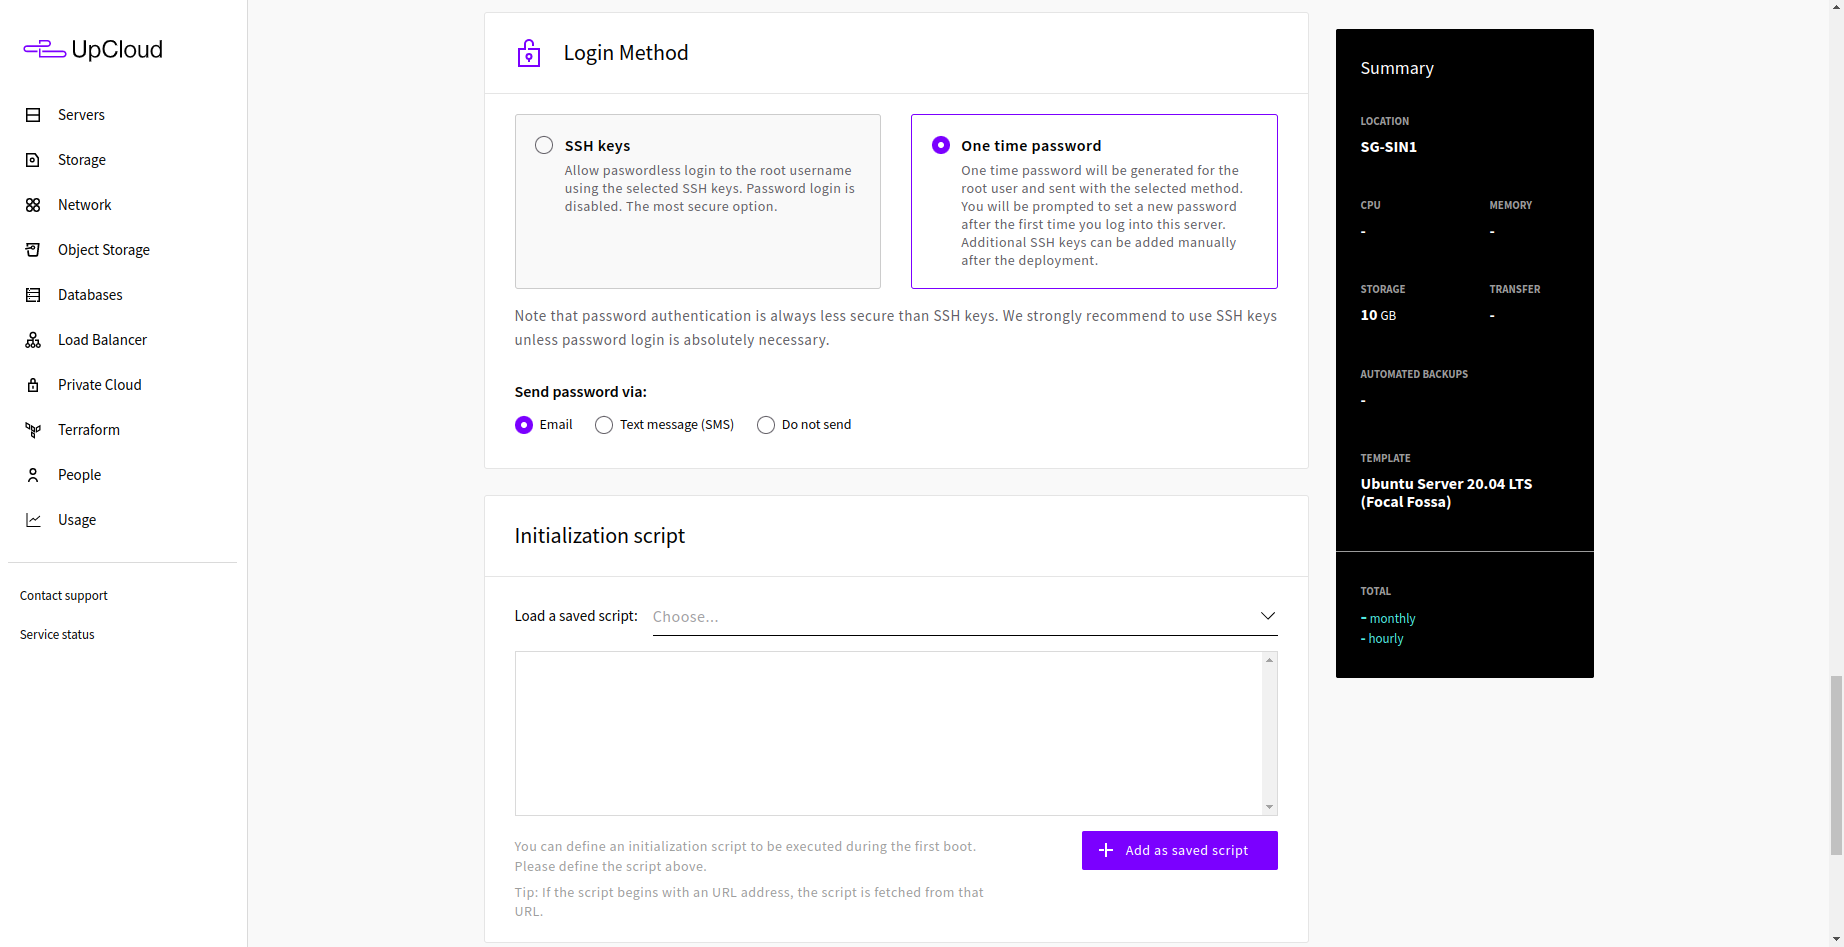 UpCloud
Servers
Storage
Network
Object Storage
Databases
Load Balancer
Private Cloud
Terraform
People
Usage
Contact support
Service status
Login Method
SSH keys
Allow paswordless login to the root username
using the selected SSH keys. Password login is
disabled. The most secure option.
One time password
One time password will be generated for the
root user and sent with the selected method.
You will be prompted to set a new password
after the first time you log into this server.
Additional SSH keys can be added manually
after the deployment.
Note that password authentication is always less secure than SSH keys. We strongly recommend to use SSH keys
unless password login is absolutely necessary.
Send password via:
Email Text message (SMS) Do not send
Initialization script
Load a saved script: Choose...
You can define an initialization script to be executed during the first boot.
Please define the script above.
Tip: If the script begins with an URL address, the script is fetched from that
URL.
Add as saved script
Summary
LOCATION
SG-SIN1
CPU MEMORY
- -
STORAGE TRANSFER
10 GB -
AUTOMATED BACKUPS
-
TEMPLATE
Ubuntu Server 20.04 LTS
(Focal Fossa)
TOTAL
- monthly
- hourly